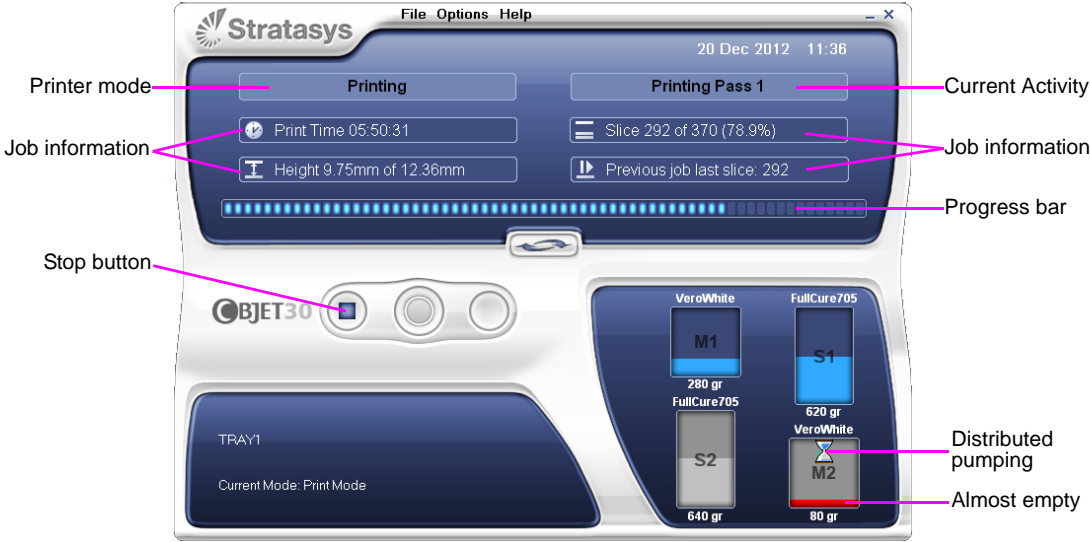 Stratasys
File Options Help
20 Dec 2012 11:36
Printer mode
Printing
Printing Pass 1
Current Activity
Job information
Print Time 05:50:31
Slice 292 of 370 (78.9%)
Job information
Height 9.75mm of 12.36mm
Previous job last slice: 292
Progress bar
Stop button
OBJET30
VeroWhite
FullCure705
M1
S1
280 gr
620 gr
FullCure705
VeroWhite
S2
M2
640 gr
80 gr
Distributed
pumping
Almost empty
TRAY1
Current Mode: Print Mode